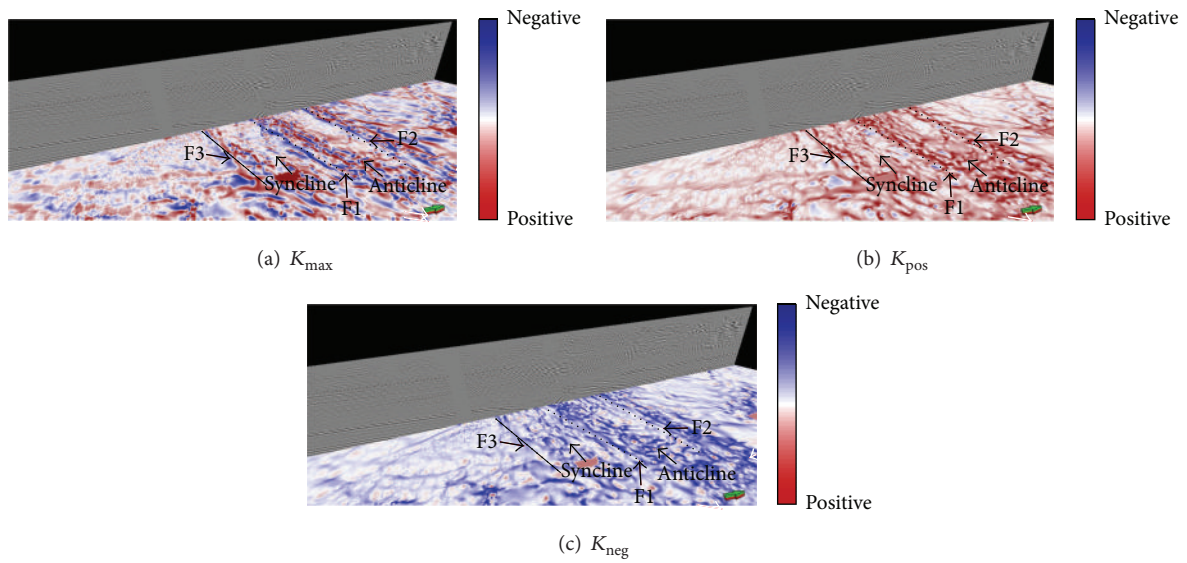 Negative
F3
F2
Syncline
Anticline
F1
Positive
(a) Kmax
Negative
F3
F2
Syncline
Anticline
F1
Positive
(b) Kpos
Negative
F3
F2
Syncline
Anticline
F1
Positive
(c) Kneg